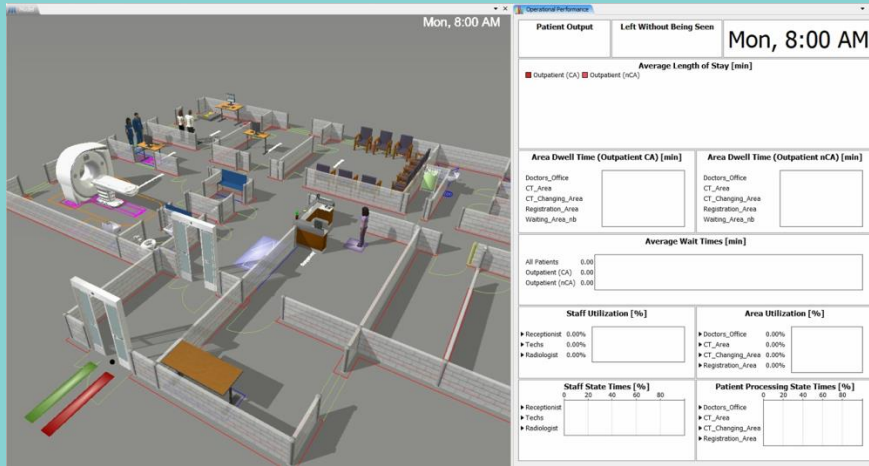 Mon, 8:00 AM
Operational Performance
Patient Output
Left Without Being Seen
Mon, 8:00 AM
Average Length of Stay [min]
Outpatient (CA) Outpatient (nCA)
Area Dwell Time (Outpatient CA) [min]
Doctors_Office
CT_Area
CT_Changing_Area
Registration_Area
Waiting_Area_nb
Area Dwell Time (Outpatient nCA) [min]
Doctors_Office
CT_Area
CT_Changing_Area
Registration_Area
Waiting_Area_nb
Average Wait Times [min]
All Patients 0.00
Outpatient (CA) 0.00
Outpatient (nCA) 0.00
Staff Utilization [%]
Receptionist 0.00%
Techs 0.00%
Radiologist 0.00%
Area Utilization [%]
Doctors_Office 0.00%
CT_Area 0.00%
CT_Changing_Area 0.00%
Registration_Area 0.00%
Staff State Times [%]
0 20 40 60 80
Receptionist
Techs
Radiologist
Patient Processing State Times [%]
0 20 40 60 80
Doctors_Office
CT_Area
CT_Changing_Area
Registration_Area